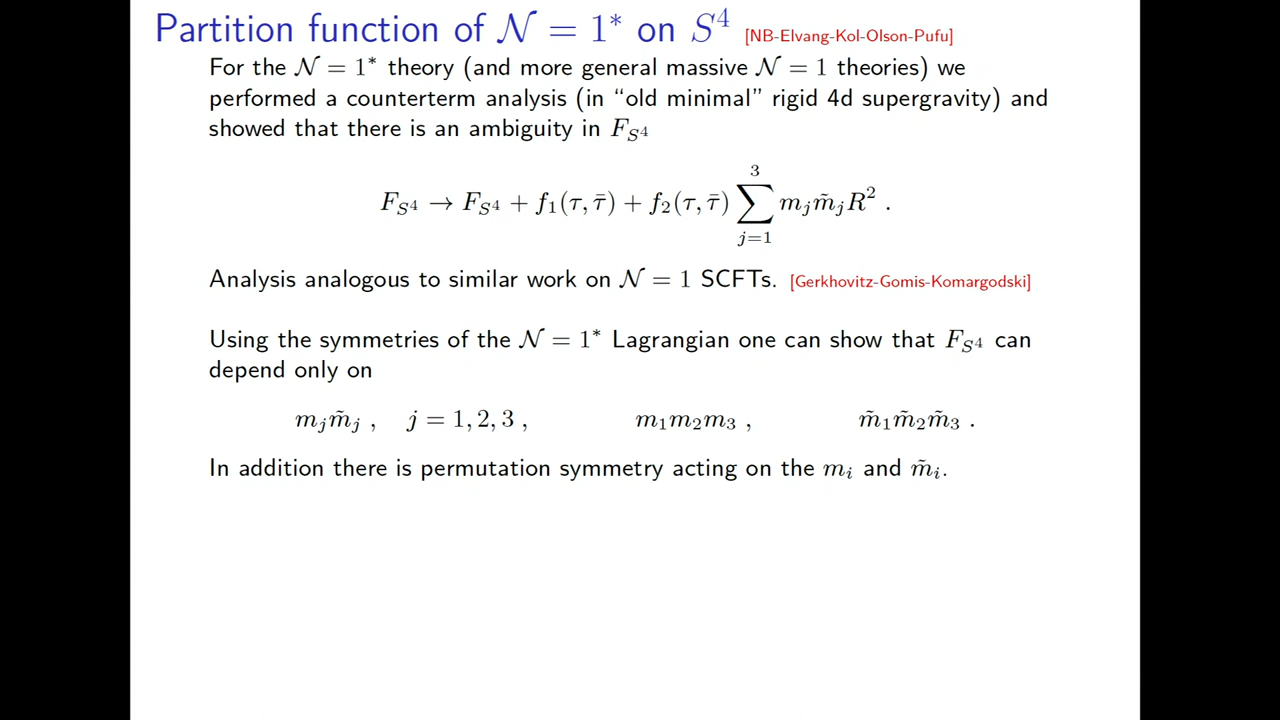 Partition function of 𝒩 = 1* on S⁴ [NB-Elvang-Kol-Olson-Pufu]
For the 𝒩 = 1* theory (and more general massive 𝒩 = 1 theories) we
performed a counterterm analysis (in “old minimal” rigid 4d supergravity) and
showed that there is an ambiguity in F_{S⁴}
F_{S⁴} → F_{S⁴} + f₁(τ, τ̄) + f₂(τ, τ̄) ∑_{j=1}^{3} m_j m̃_j R² .
Analysis analogous to similar work on 𝒩 = 1 SCFTs. [Gerkhovitz-Gomis-Komargodski]
Using the symmetries of the 𝒩 = 1* Lagrangian one can show that F_{S⁴} can
depend only on
m_j m̃_j , j = 1, 2, 3 , m₁m₂m₃ , m̃₁m̃₂m̃₃ .
In addition there is permutation symmetry acting on the m_i and m̃_i.